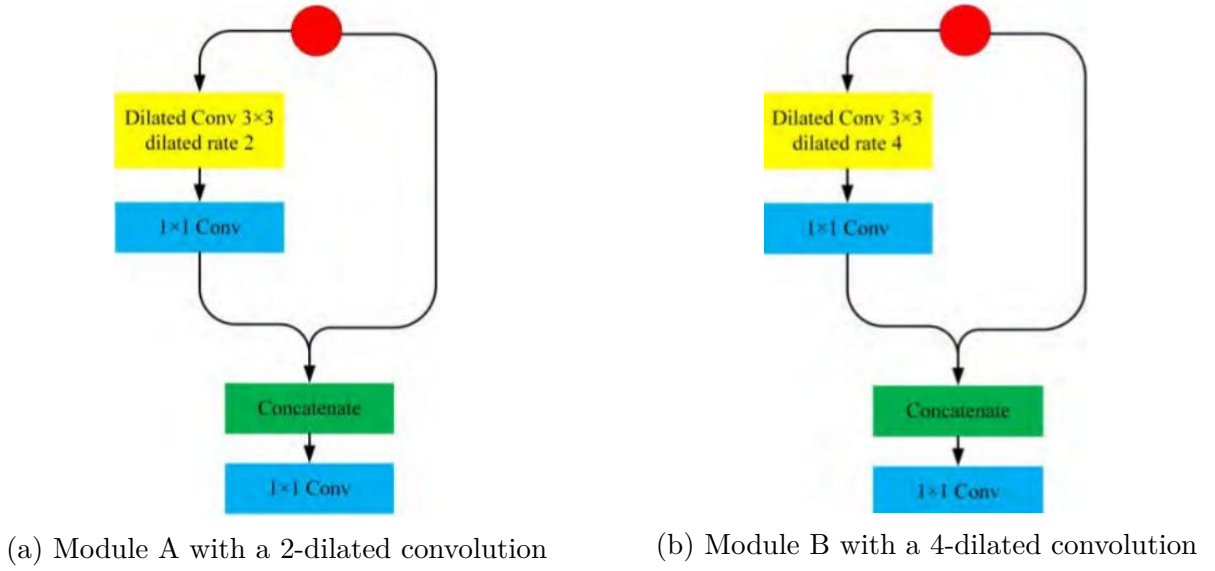 Dilated Conv 3×3
dilated rate 2
1×1 Conv
Concatenate
1×1 Conv
(a) Module A with a 2-dilated convolution
Dilated Conv 3×3
dilated rate 4
1×1 Conv
Concatenate
1×1 Conv
(b) Module B with a 4-dilated convolution